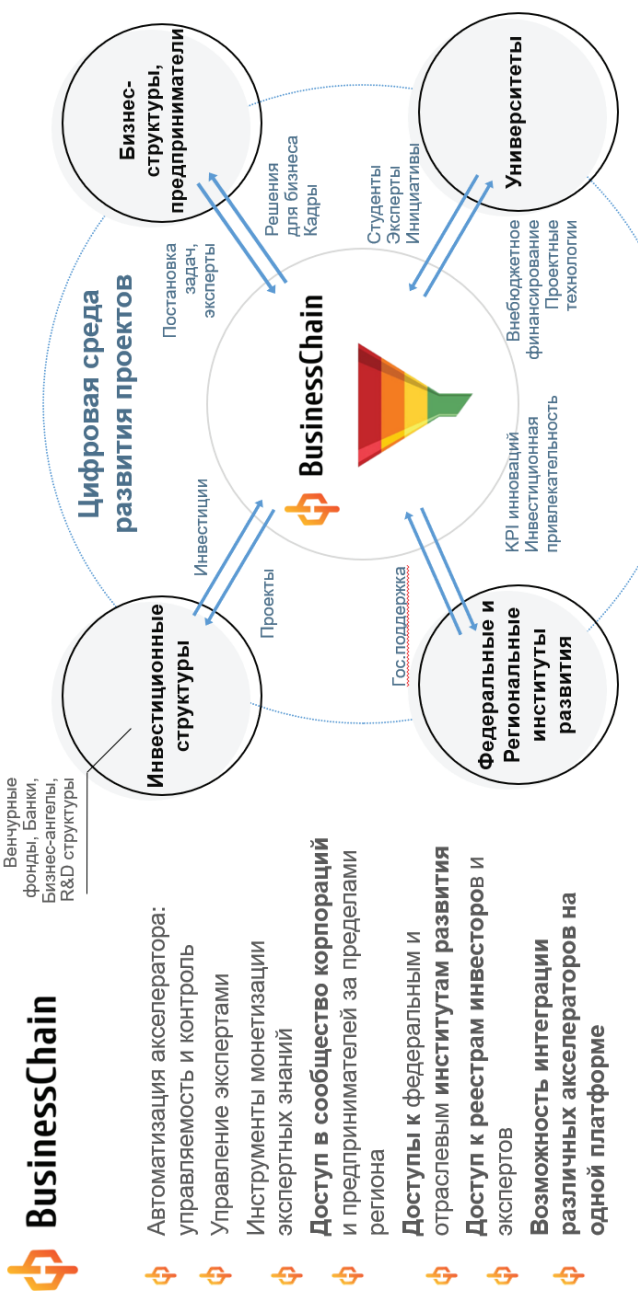 BusinessChain
Автоматизация акселератора:
управляемость и контроль
Управление экспертами
Инструменты монетизации
экспертных знаний
Доступ в сообщество корпораций
и предпринимателей за пределами
региона
Доступы к федеральным и
отраслевым институтам развития
Доступ к реестрам инвесторов и
экспертов
Возможность интеграции
различных акселераторов на
одной платформе
Венчурные
фонды, Банки,
Бизнес-ангелы,
R&D структуры
Цифровая среда
развития проектов
Инвестиционные
структуры
Инвестиции
Проекты
Бизнес-
структуры,
предприниматели
Постановка
задач,
эксперты
Решения
для бизнеса
Кадры
BusinessChain
Федеральные и
Региональные
институты
развития
Гос.поддержка
KPI инноваций
Инвестиционная
привлекательность
Университеты
Студенты
Эксперты
Инициативы
Внебюджетное
финансирование
Проектные
технологии